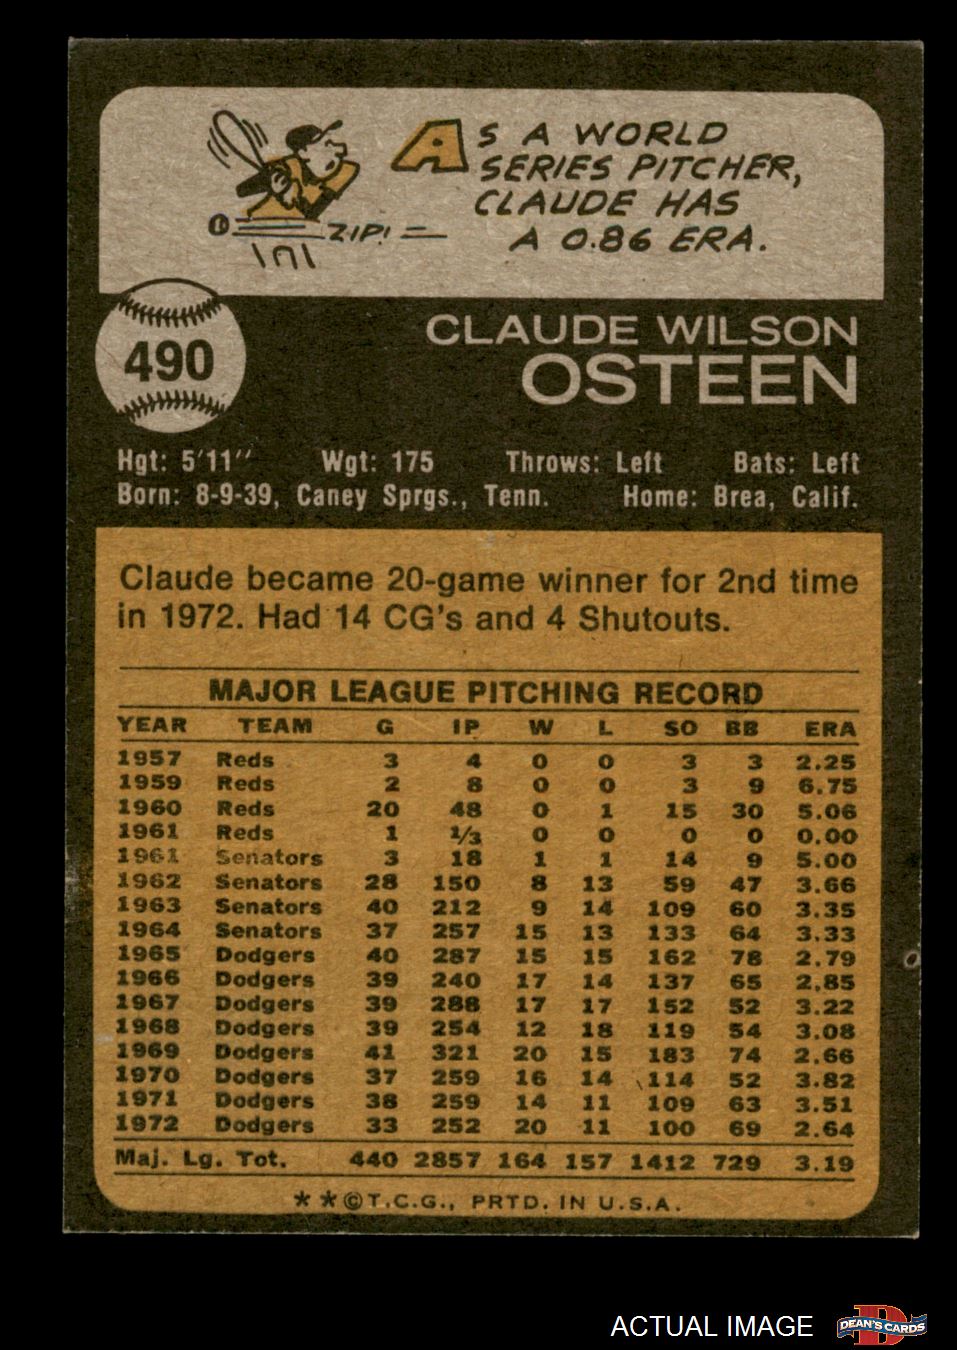 AS A WORLD
SERIES PITCHER,
CLAUDE HAS
A 0.86 ERA.
ZIP!
490
CLAUDE WILSON
OSTEEN
Hgt: 5'11" Wgt: 175 Throws: Left Bats: Left
Born: 8-9-39, Caney Sprgs., Tenn. Home: Brea, Calif.
Claude became 20-game winner for 2nd time
in 1972. Had 14 CG's and 4 Shutouts.
MAJOR LEAGUE PITCHING RECORD
YEAR TEAM G IP W L SO BB ERA
1957 Reds 3 4 0 0 3 3 2.25
1959 Reds 2 8 0 0 3 9 6.75
1960 Reds 20 48 0 1 15 30 5.06
1961 Reds 1 1/3 0 0 0 0 0.00
1961 Senators 3 18 1 1 14 9 5.00
1962 Senators 28 150 8 13 59 47 3.66
1963 Senators 40 212 9 14 109 60 3.35
1964 Senators 37 257 15 13 133 64 3.33
1965 Dodgers 40 287 15 15 162 78 2.79
1966 Dodgers 39 240 17 14 137 65 2.85
1967 Dodgers 39 288 17 17 152 52 3.22
1968 Dodgers 39 254 12 18 119 54 3.08
1969 Dodgers 41 321 20 15 183 74 2.66
1970 Dodgers 37 259 16 14 114 52 3.82
1971 Dodgers 38 259 14 11 109 63 3.51
1972 Dodgers 33 252 20 11 100 69 2.64
Maj. Lg. Tot. 440 2857 164 157 1412 729 3.19
**©T.C.G., PRTD. IN U.S.A.
ACTUAL IMAGE
D
DEAN'S CARDS